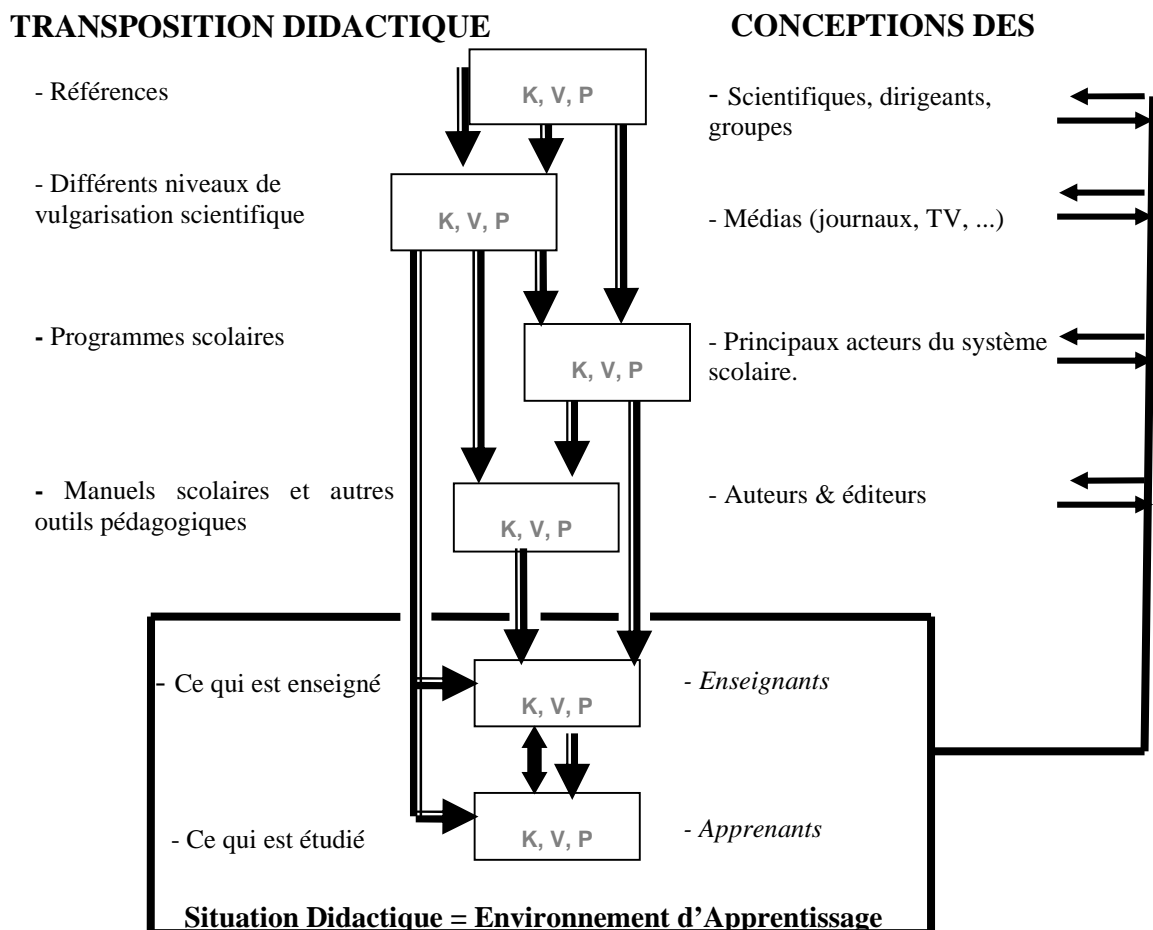 TRANSPOSITION DIDACTIQUE
CONCEPTIONS DES
- Références
K, V, P
- Scientifiques, dirigeants,
groupes
- Différents niveaux de
vulgarisation scientifique
K, V, P
- Médias (journaux, TV, ...)
- Programmes scolaires
K, V, P
- Principaux acteurs du système
scolaire.
- Manuels scolaires et autres
outils pédagogiques
K, V, P
- Auteurs & éditeurs
- Ce qui est enseigné
K, V, P
- Enseignants
- Ce qui est étudié
K, V, P
- Apprenants
Situation Didactique = Environnement d’Apprentissage